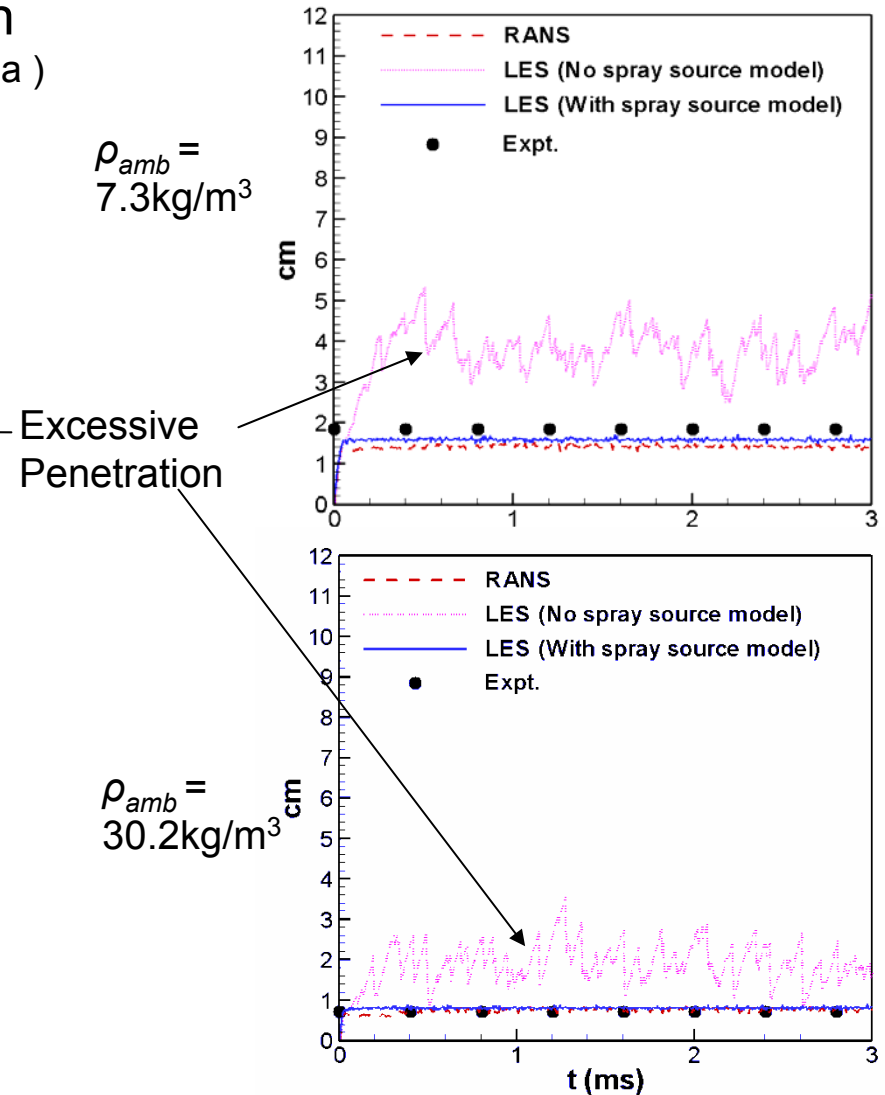 n
a )
ρamb =
7.3kg/m3
12
11
10
9
8
7
6
5
4
3
2
1
0
cm
RANS
LES (No spray source model)
LES (With spray source model)
Expt.
0
1
2
3
Excessive
Penetration
ρamb =
30.2kg/m3
12
11
10
9
8
7
6
5
4
3
2
1
0
cm
RANS
LES (No spray source model)
LES (With spray source model)
Expt.
0
1
2
3
t (ms)